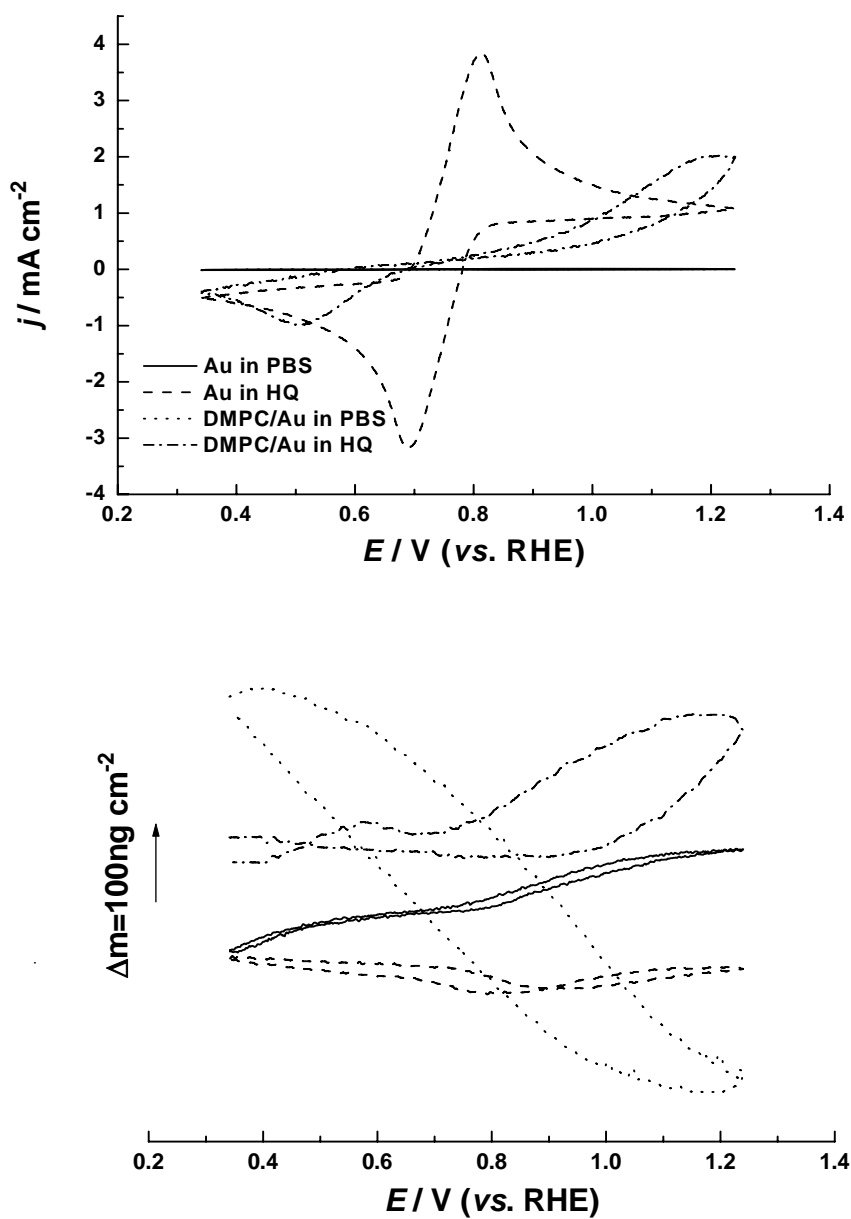 4
3
2
1
0
-1
-2
-3
-4
j / mA cm-2
Au in PBS
Au in HQ
DMPC/Au in PBS
DMPC/Au in HQ
0.2 0.4 0.6 0.8 1.0 1.2 1.4
E / V (vs. RHE)
Δm=100ng cm-2
0.2 0.4 0.6 0.8 1.0 1.2 1.4
E / V (vs. RHE)